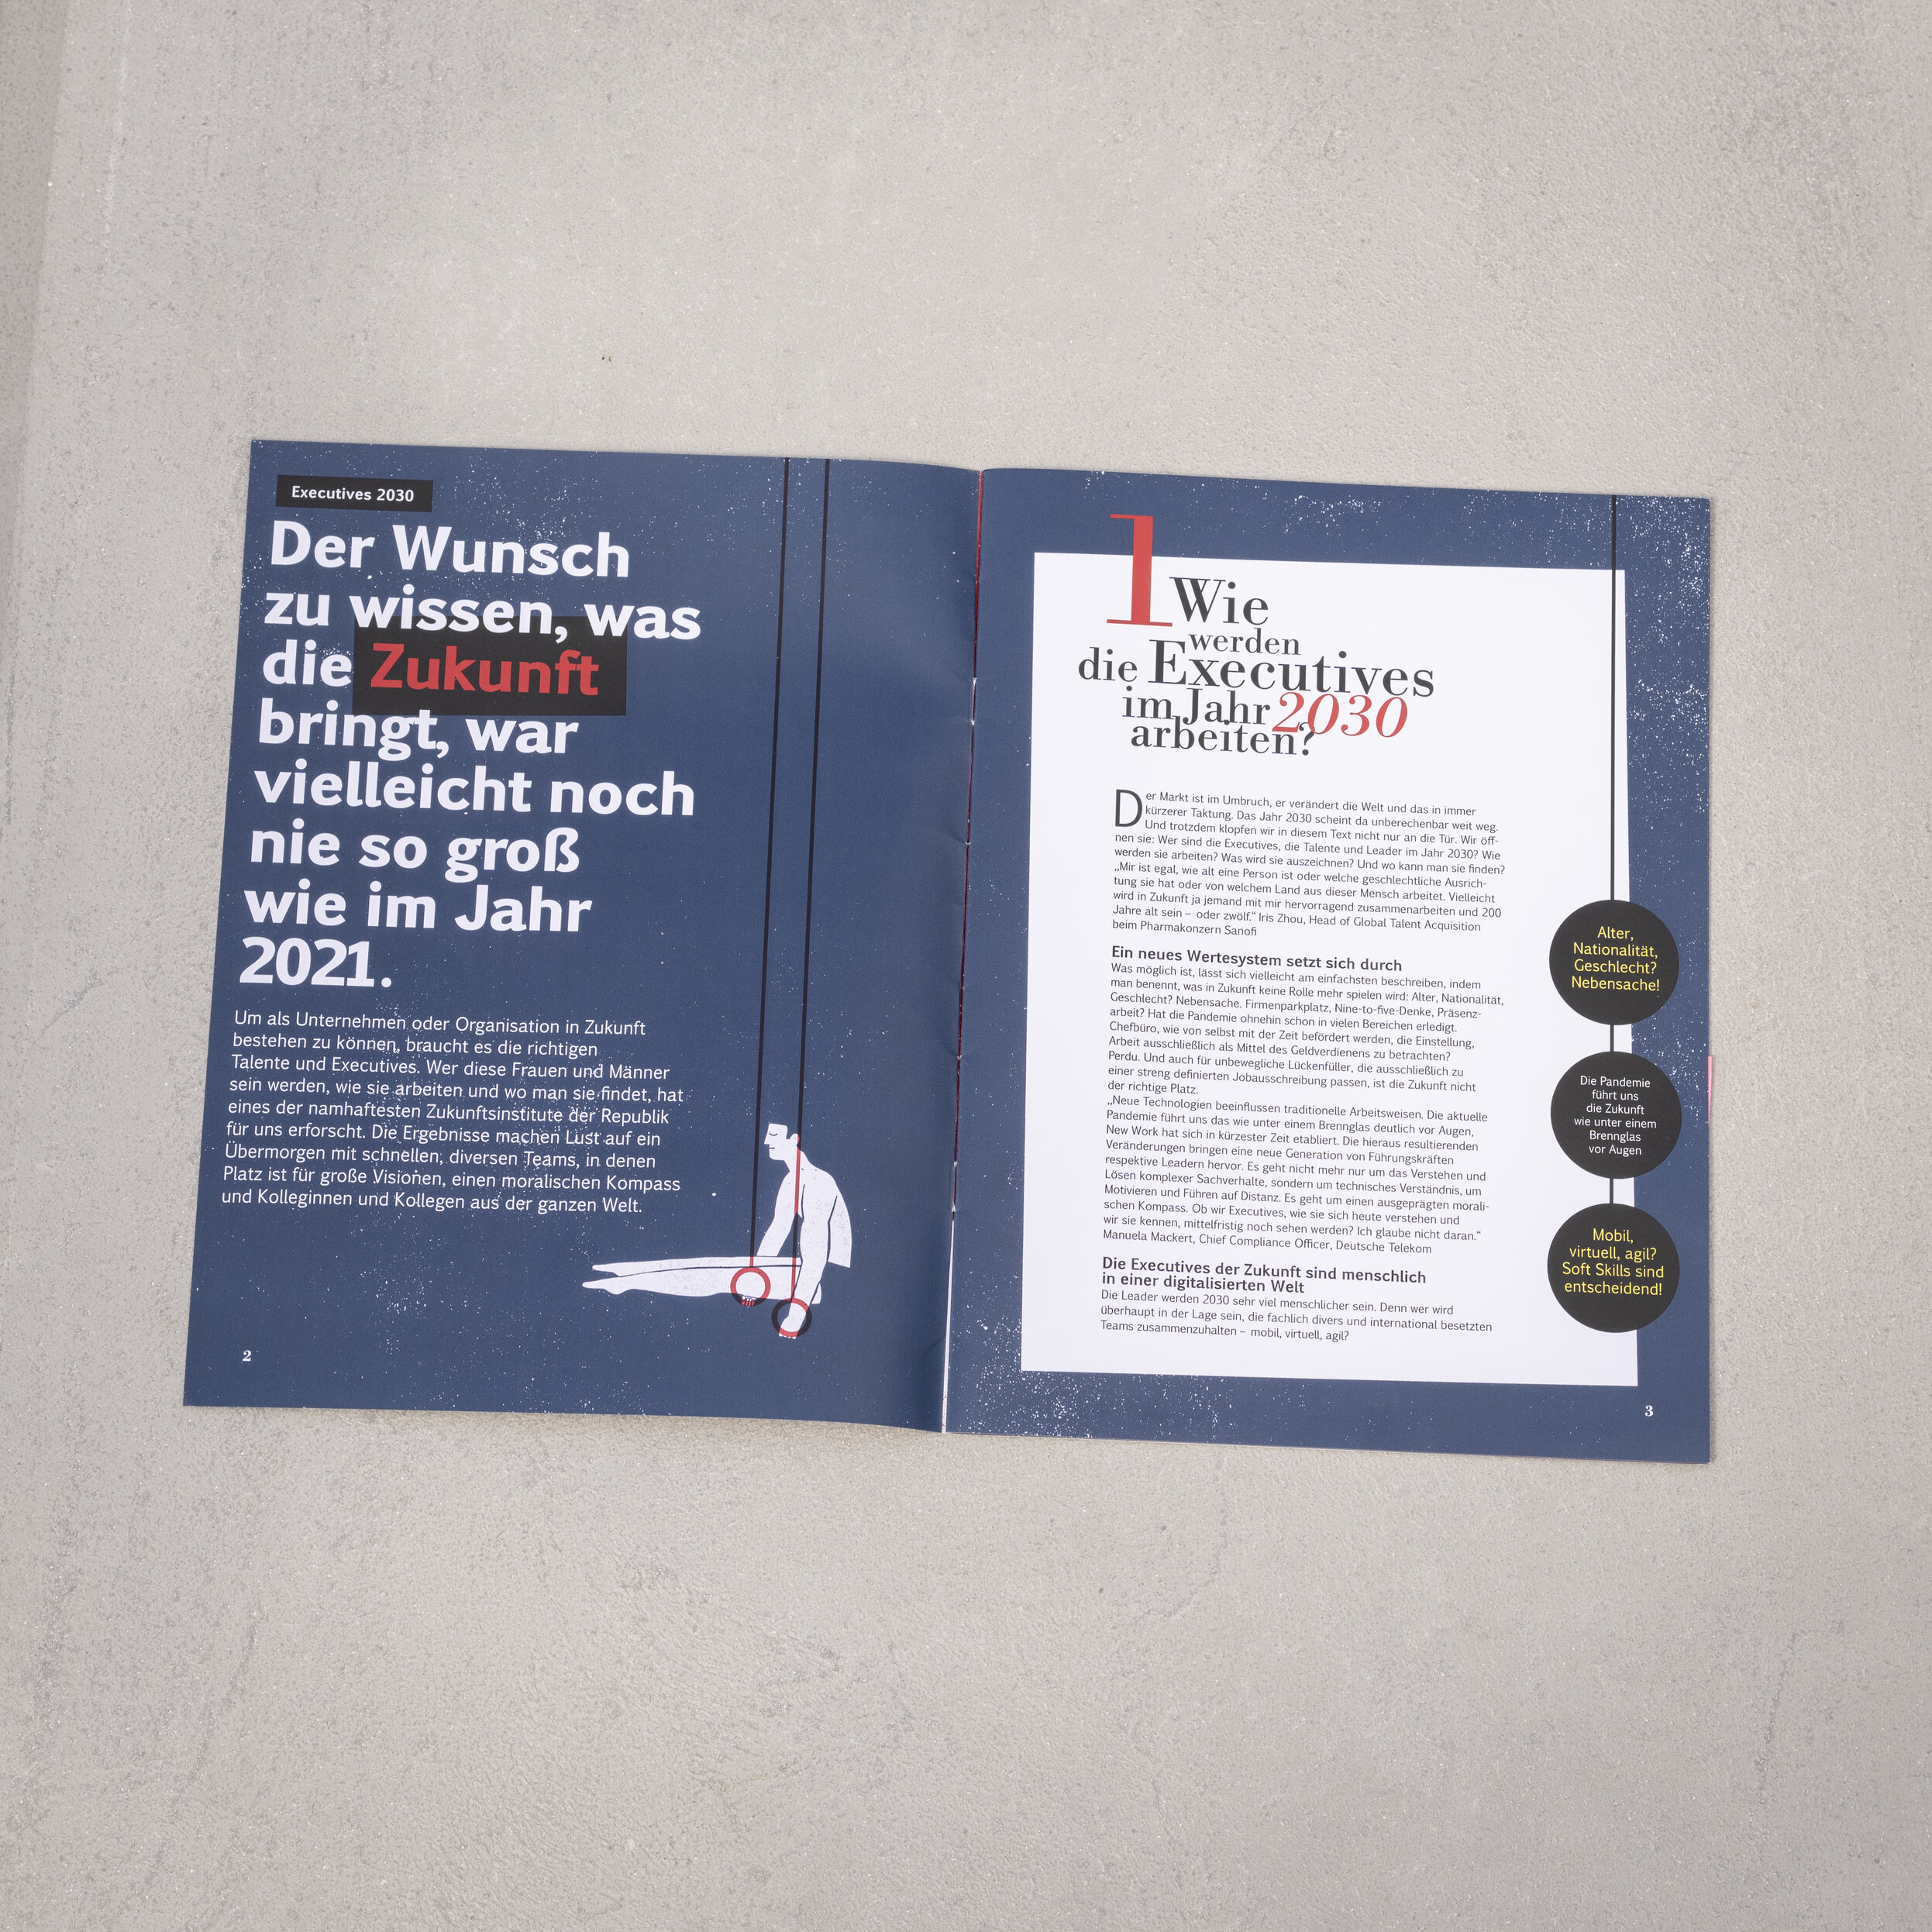 Executives 2030
Der Wunsch
zu wissen, was
die Zukunft
bringt, war
vielleicht noch
nie so groß
wie im Jahr
2021.
Um als Unternehmen oder Organisation in Zukunft
bestehen zu können, braucht es die richtigen
Talente und Executives. Wer diese Frauen und Männer
sein werden, wie sie arbeiten und wo man sie findet, hat
eines der namhaftesten Zukunftsinstitute der Republik
für uns erforscht. Die Ergebnisse machen Lust auf ein
Übermorgen mit schnellen, diversen Teams, in denen
Platz ist für große Visionen, einen moralischen Kompass
und Kolleginnen und Kollegen aus der ganzen Welt.
2
1 Wie
werden
die Executives
im Jahr 2030
arbeiten?
Der Markt ist im Umbruch, er verändert die Welt und das in immer
kürzerer Taktung. Das Jahr 2030 scheint da unberechenbar weit weg.
Und trotzdem klopfen wir in diesem Text nicht nur an die Tür. Wir öff-
nen sie: Wer sind die Executives, die Talente und Leader im Jahr 2030? Wie
werden sie arbeiten? Was wird sie auszeichnen? Und wo kann man sie finden?
„Mir ist egal, wie alt eine Person ist oder welche geschlechtliche Ausrich-
tung sie hat oder von welchem Land aus dieser Mensch arbeitet. Vielleicht
wird in Zukunft ja jemand mit mir hervorragend zusammenarbeiten und 200
Jahre alt sein – oder zwölf.“ Iris Zhou, Head of Global Talent Acquisition
beim Pharmakonzern Sanofi
Ein neues Wertesystem setzt sich durch
Was möglich ist, lässt sich vielleicht am einfachsten beschreiben, indem
man benennt, was in Zukunft keine Rolle mehr spielen wird: Alter, Nationalität,
Geschlecht? Nebensache. Firmenparkplatz, Nine-to-five-Denke, Präsenz-
arbeit? Hat die Pandemie ohnehin schon in vielen Bereichen erledigt.
Chefbüro, wie von selbst mit der Zeit befördert werden, die Einstellung,
Arbeit ausschließlich als Mittel des Geldverdienens zu betrachten?
Perdu. Und auch für unbewegliche Lückenfüller, die ausschließlich zu
einer streng definierten Jobausschreibung passen, ist die Zukunft nicht
der richtige Platz.
„Neue Technologien beeinflussen traditionelle Arbeitsweisen. Die aktuelle
Pandemie führt uns das wie unter einem Brennglas deutlich vor Augen,
New Work hat sich in kürzester Zeit etabliert. Die hieraus resultierenden
Veränderungen bringen eine neue Generation von Führungskräften
respektive Leadern hervor. Es geht nicht mehr nur um das Verstehen und
Lösen komplexer Sachverhalte, sondern um technisches Verständnis, um
Motivieren und Führen auf Distanz. Es geht um einen ausgeprägten morali-
schen Kompass. Ob wir Executives, wie sie sich heute verstehen und
wir sie kennen, mittelfristig noch sehen werden? Ich glaube nicht daran.“
Manuela Mackert, Chief Compliance Officer, Deutsche Telekom
Die Executives der Zukunft sind menschlich
in einer digitalisierten Welt
Die Leader werden 2030 sehr viel menschlicher sein. Denn wer wird
überhaupt in der Lage sein, die fachlich divers und international besetzten
Teams zusammenzuhalten – mobil, virtuell, agil?
Alter,
Nationalität,
Geschlecht?
Nebensache!
Die Pandemie
führt uns
die Zukunft
wie unter einem
Brennglas
vor Augen
Mobil,
virtuell, agil?
Soft Skills sind
entscheidend!
3